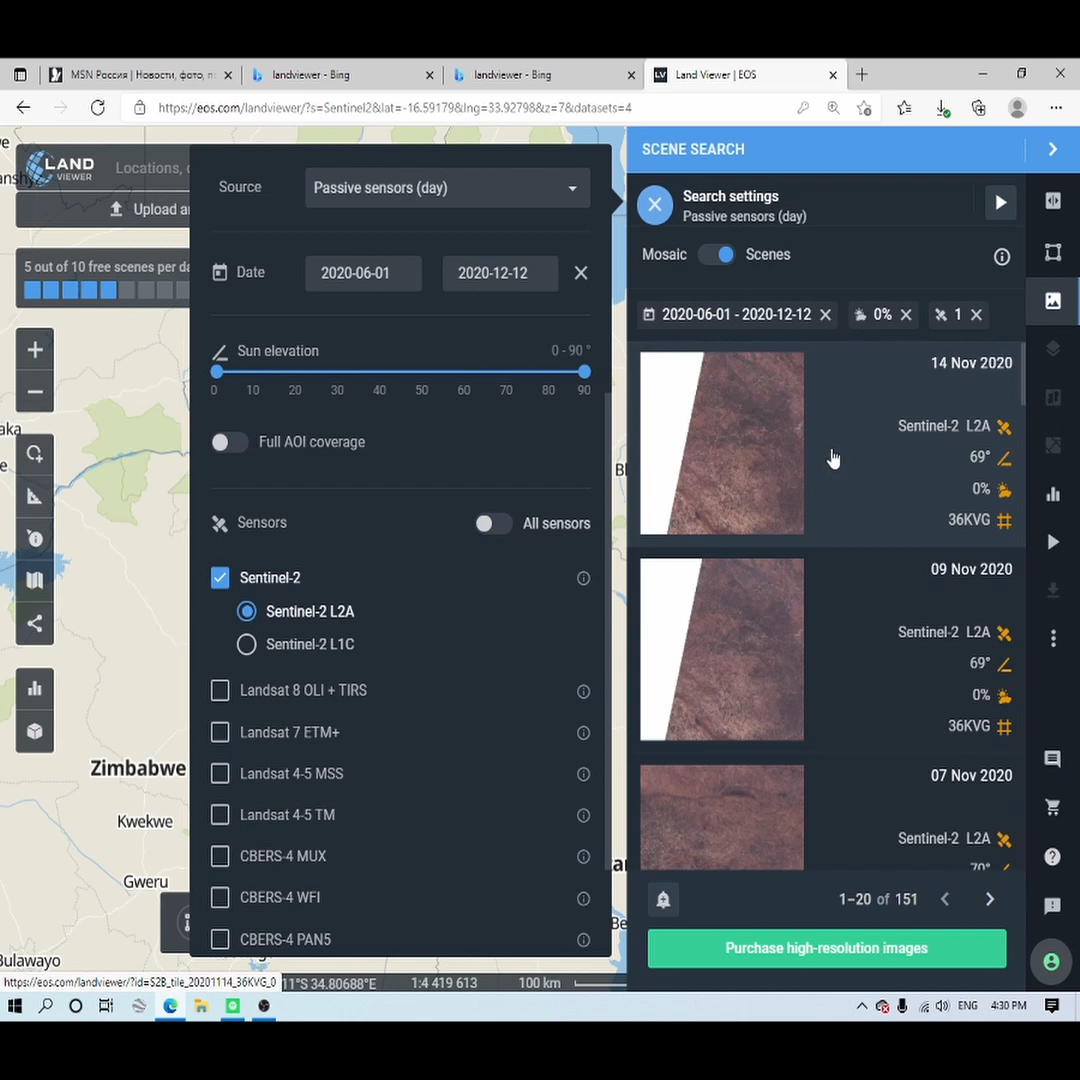 MSN Россия | Новости, фото, п
landviewer - Bing
landviewer - Bing
LV
Land Viewer | EOS
https://eos.com/landviewer/?s=Sentinel2&lat=-16.59179&lng=33.92798&z=7&datasets=4
LAND
VIEWER
Locations, c
Upload a
5 out of 10 free scenes per da
Source
Passive sensors (day)
Date
2020-06-01
2020-12-12
Sun elevation
0 - 90 °
0 10 20 30 40 50 60 70 80 90
Full AOI coverage
Sensors
All sensors
Sentinel-2
Sentinel-2 L2A
Sentinel-2 L1C
Landsat 8 OLI + TIRS
Landsat 7 ETM+
Landsat 4-5 MSS
Landsat 4-5 TM
CBERS-4 MUX
CBERS-4 WFI
CBERS-4 PAN5
SCENE SEARCH
Search settings
Passive sensors (day)
Mosaic
Scenes
2020-06-01 - 2020-12-12
0%
1
14 Nov 2020
Sentinel-2 L2A
69°
0%
36KVG
09 Nov 2020
Sentinel-2 L2A
69°
0%
36KVG
07 Nov 2020
Sentinel-2 L2A
70°
1–20 of 151
Purchase high-resolution images
Zimbabwe
Kwekwe
Gweru
Bulawayo
https://eos.com/landviewer/?id=S2B_tile_20201114_36KVG_0
11°S 34.80688°E
1:4 419 613
100 km
ENG
4:30 PM